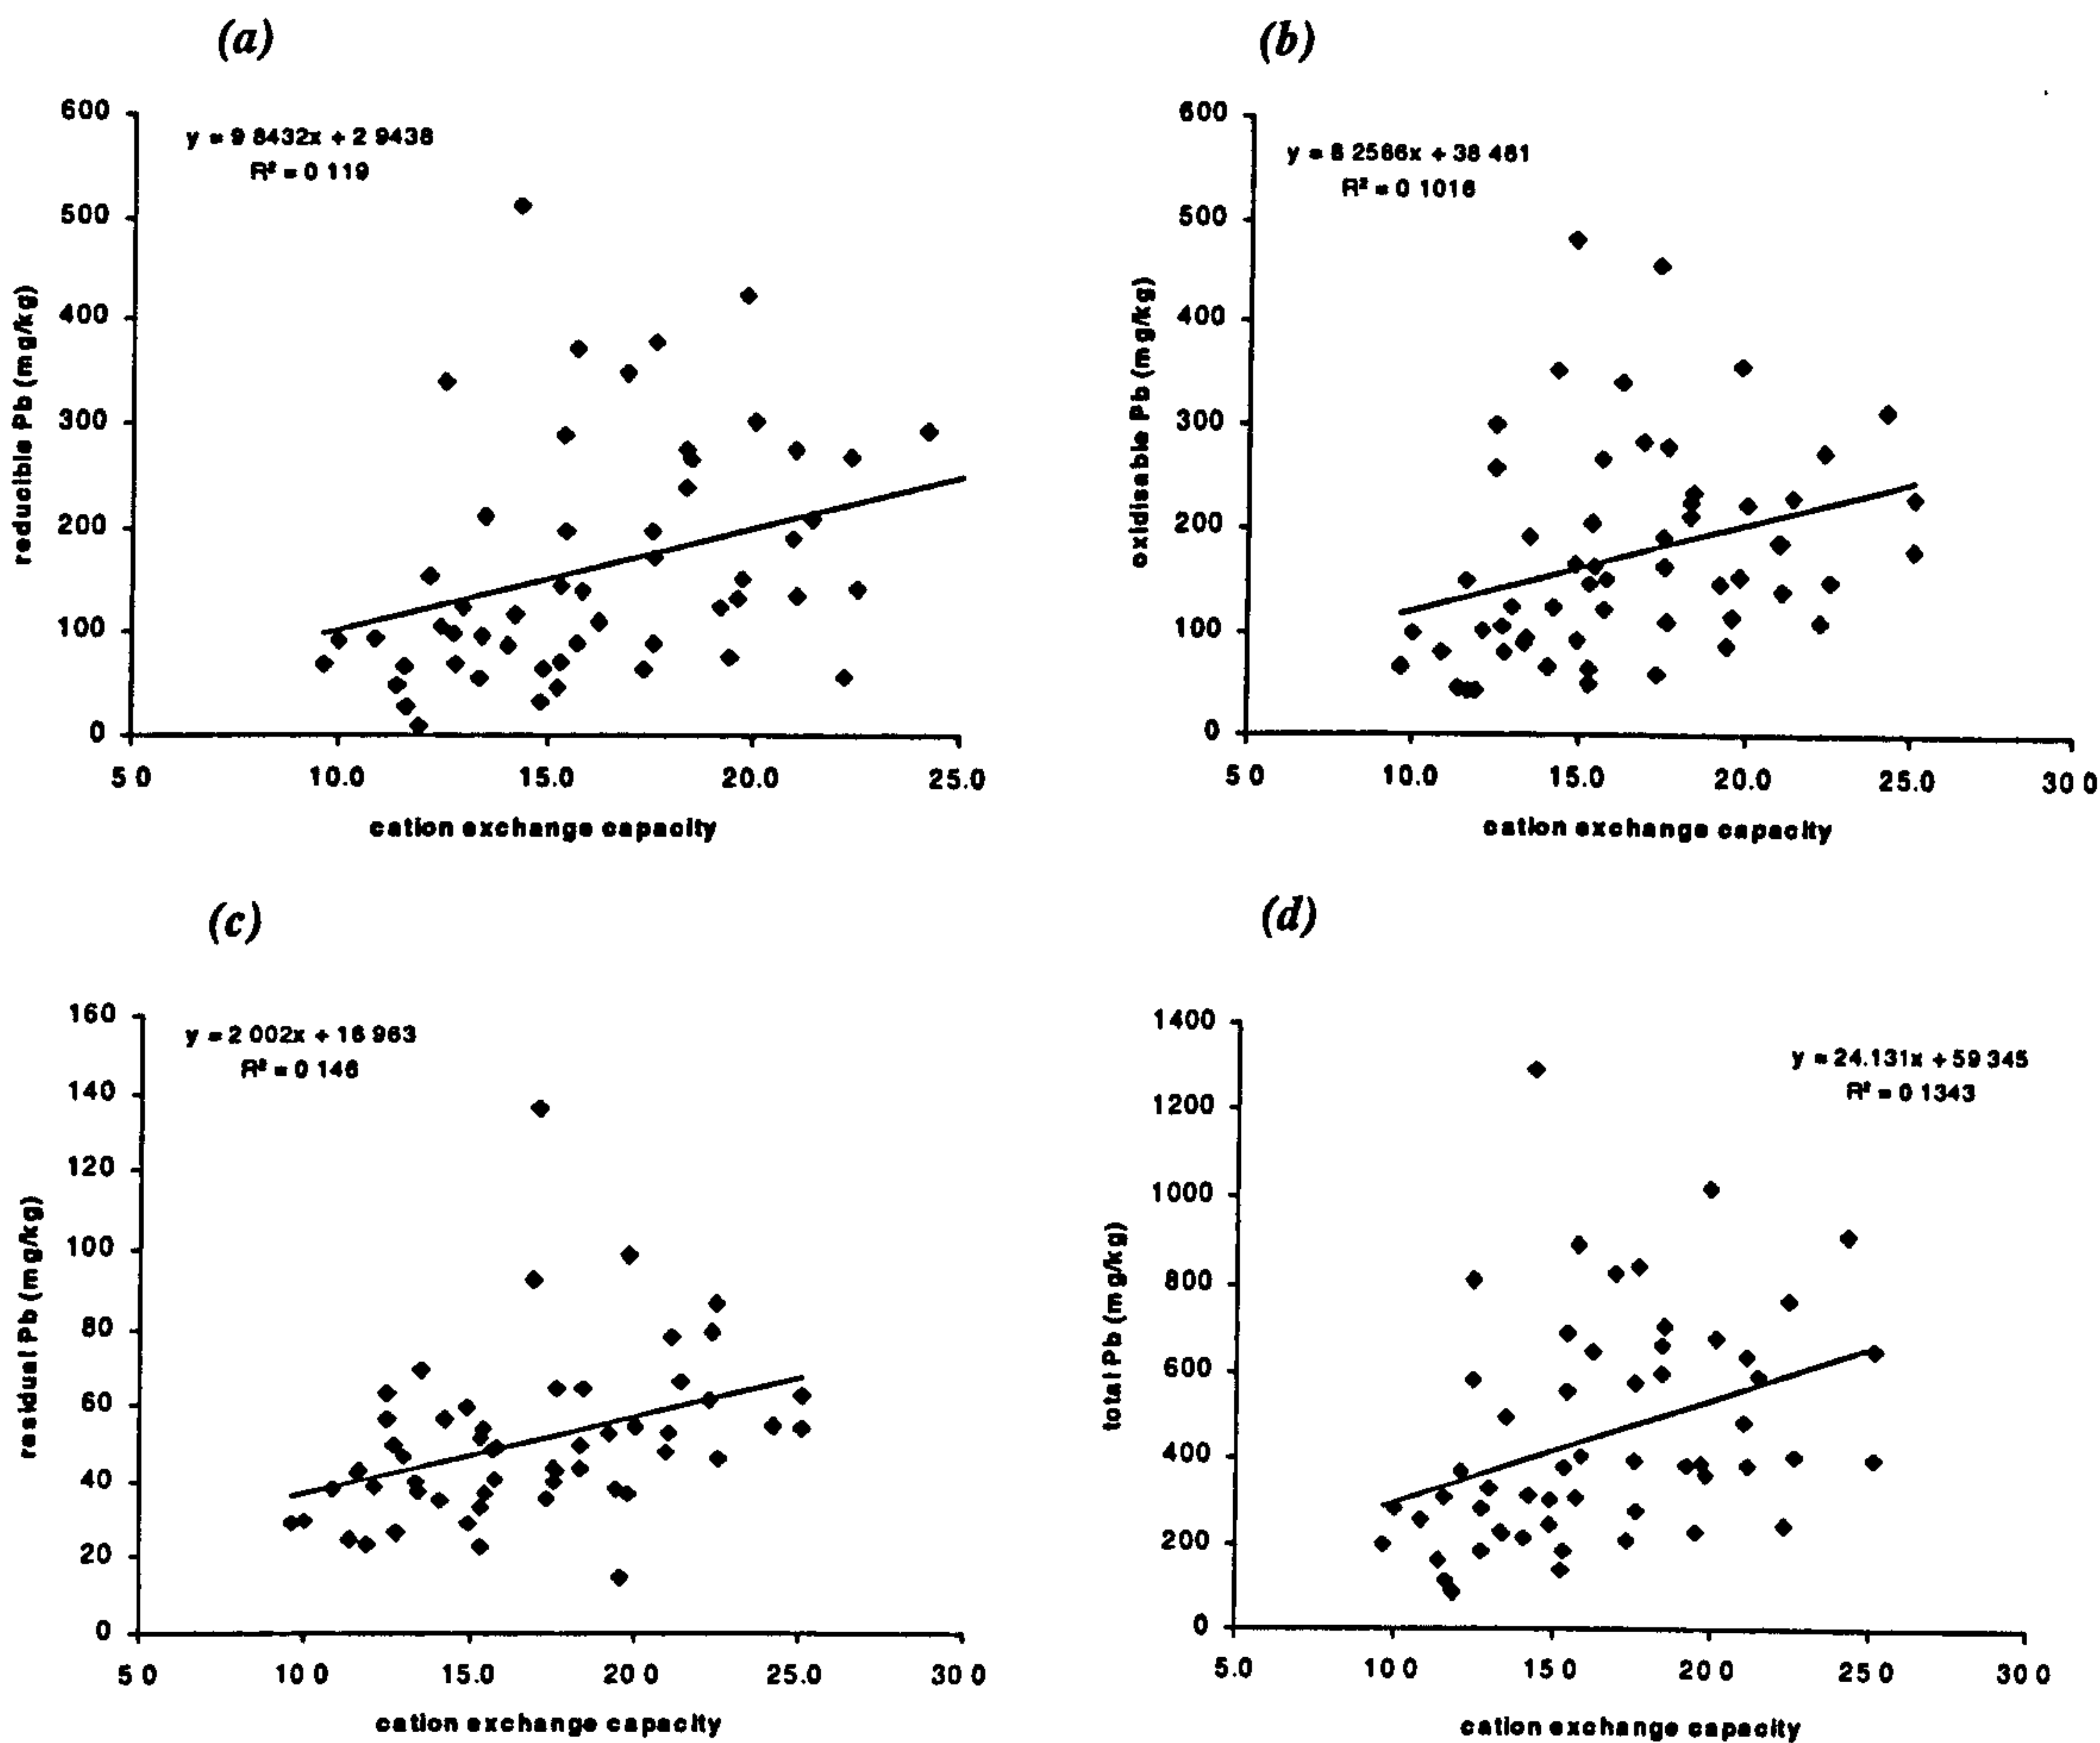 (a)
600
500
400
300
200
100
0
y = 9 8432x + 2 9438
R² = 0 119
reducible Pb (mg/kg)
5 0 10.0 15.0 20.0 25.0
cation exchange capacity
(b)
600
500
400
300
200
100
0
y = 8 2586x + 38 461
R² = 0 1016
oxidisable Pb (mg/kg)
5 0 10.0 15.0 20.0 25.0 30 0
cation exchange capacity
(c)
160
140
120
100
80
60
40
20
0
y = 2 002x + 16 963
R² = 0 146
residual Pb (mg/kg)
5 0 10 0 15.0 20 0 25.0 30 0
cation exchange capacity
(d)
1400
1200
1000
800
600
400
200
0
y = 24.131x + 59 345
R² = 0 1343
total Pb (mg/kg)
5.0 10 0 15 0 20 0 25 0 30 0
cation exchange capacity